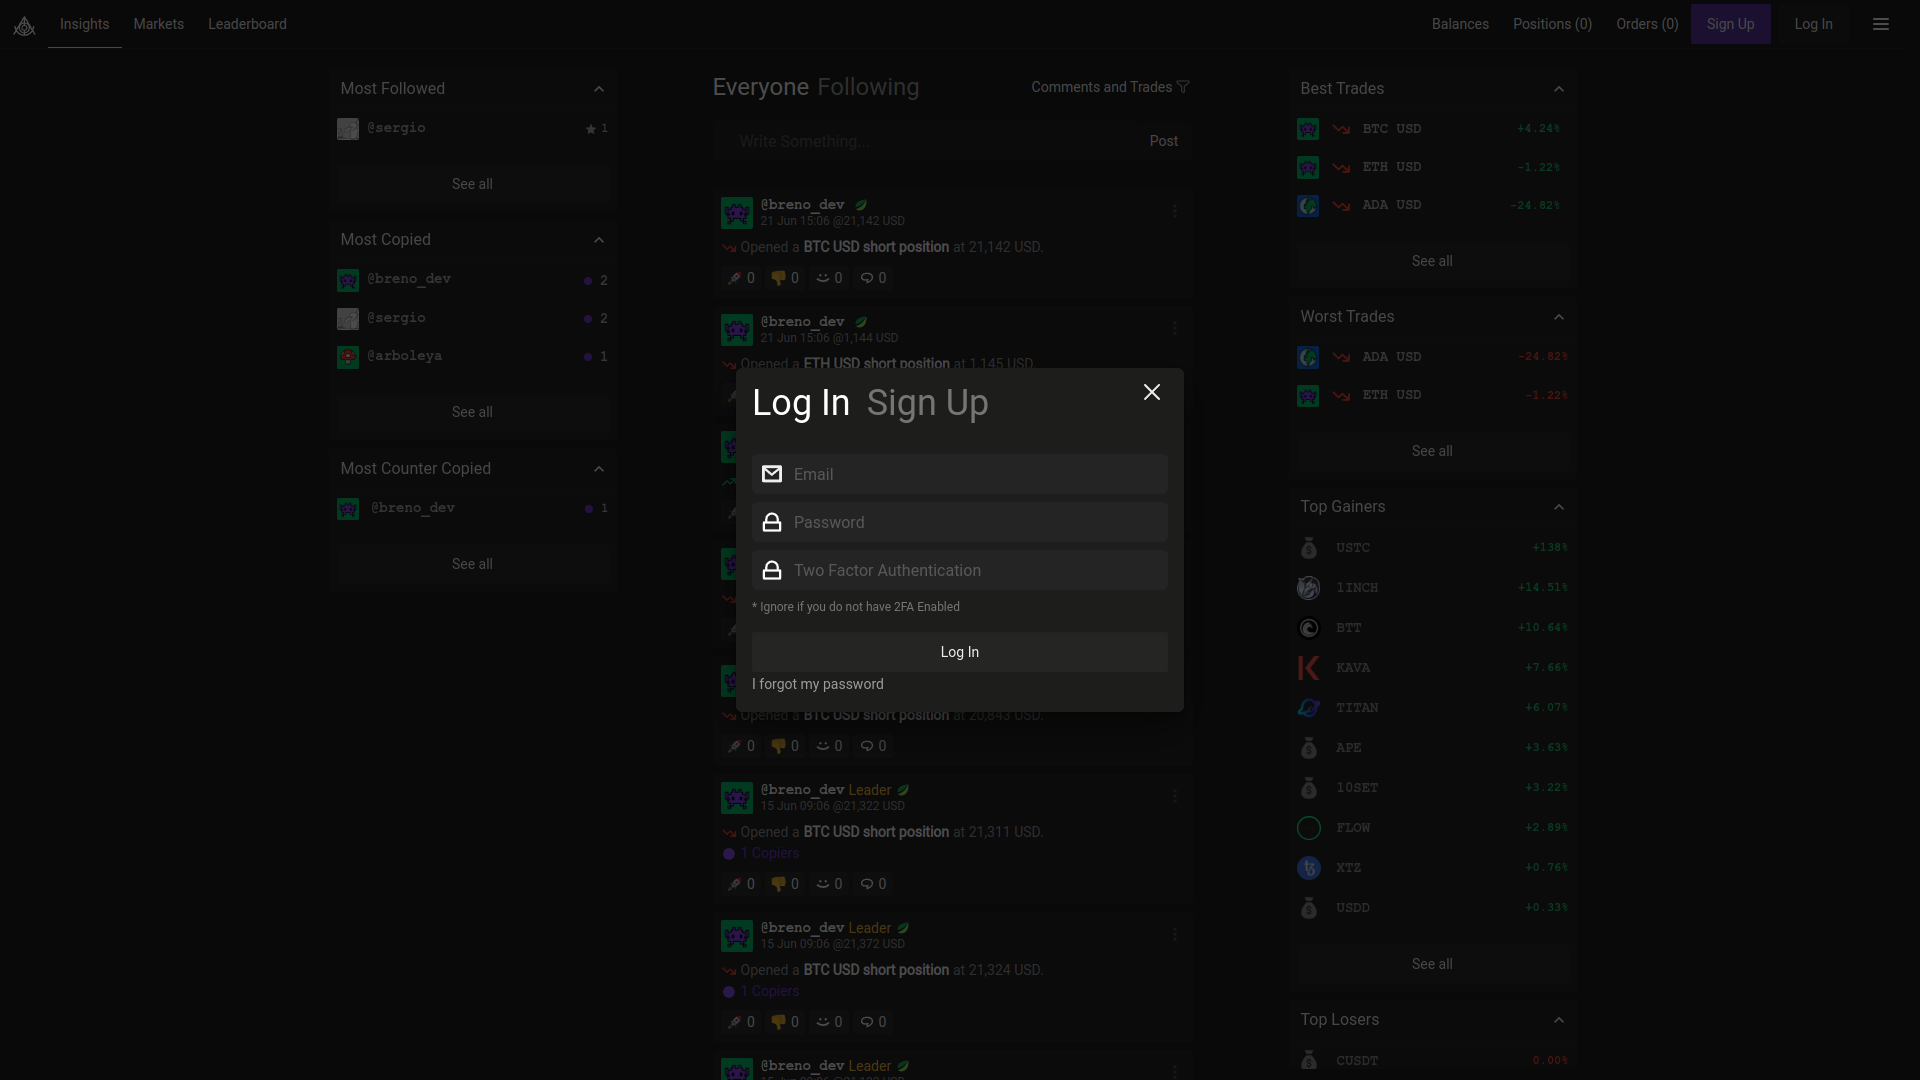 Insights Markets Leaderboard
Balances Positions (0) Orders (0) Sign Up Log In
Most Followed
@sergio 1
See all
Most Copied
@breno_dev 2
@sergio 2
@arboleya 1
See all
Most Counter Copied
@breno_dev 1
See all
Everyone Following Comments and Trades
Write Something... Post
@breno_dev
21 Jun 15:06 @21,142 USD
Opened a BTC USD short position at 21,142 USD.
0 0 0 0
@breno_dev
21 Jun 15:06 @1,144 USD
Opened a ETH USD short position at 1,145 USD.
Log In Sign Up
Email
Password
Two Factor Authentication
* Ignore if you do not have 2FA Enabled
Log In
I forgot my password
Opened a BTC USD short position at 20,843 USD.
0 0 0 0
@breno_dev Leader
15 Jun 09:06 @21,322 USD
Opened a BTC USD short position at 21,311 USD.
1 Copiers
0 0 0 0
@breno_dev Leader
15 Jun 09:06 @21,372 USD
Opened a BTC USD short position at 21,324 USD.
1 Copiers
0 0 0 0
@breno_dev Leader
Best Trades
BTC USD +4.24%
ETH USD -1.22%
ADA USD -24.82%
See all
Worst Trades
ADA USD -24.82%
ETH USD -1.22%
See all
Top Gainers
USTC +138%
1INCH +14.51%
BTT +10.64%
KAVA +7.66%
TITAN +6.07%
APE +3.63%
10SET +3.22%
FLOW +2.89%
XTZ +0.76%
USDD +0.33%
See all
Top Losers
CUSDT 0.00%